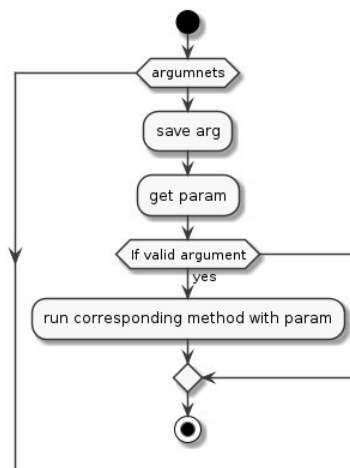 argumnets
save arg
get param
If valid argument
yes
run corresponding method with param